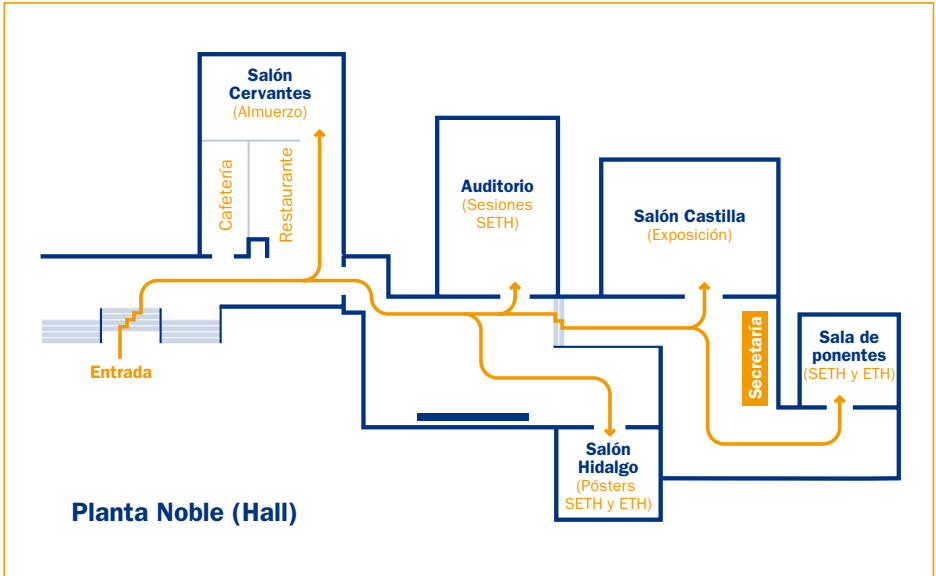 Salón
Cervantes
(Almuerzo)
Cafetería
Restaurante
Auditorio
(Sesiones
SETH)
Salón Castilla
(Exposición)
Secretaría
Sala de
ponentes
(SETH y ETH)
Entrada
Salón
Hidalgo
(Pósters
SETH y ETH)
Planta Noble (Hall)